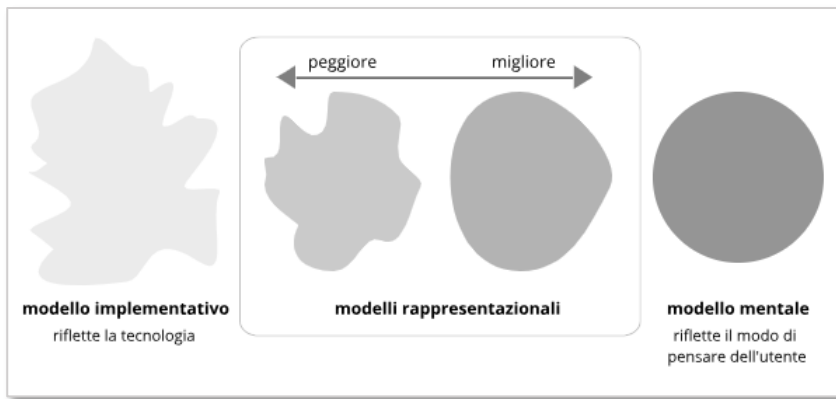 peggiore
migliore
modello implementativo
riflette la tecnologia
modelli rappresentazionali
modello mentale
riflette il modo di
pensare dell'utente